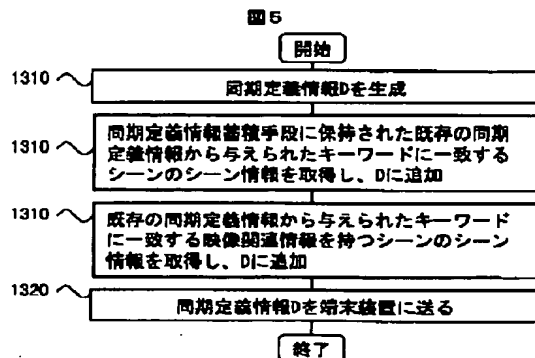 図5
開始
1310
同期定義情報Dを生成
1310
同期定義情報蓄積手段に保持された既存の同期
定義情報から与えられたキーワードに一致する
シーンのシーン情報を取得し、Dに追加
1310
既存の同期定義情報から与えられたキーワード
に一致する映像関連情報を持つシーンのシーン
情報を取得し、Dに追加
1320
同期定義情報Dを端末装置に送る
終了